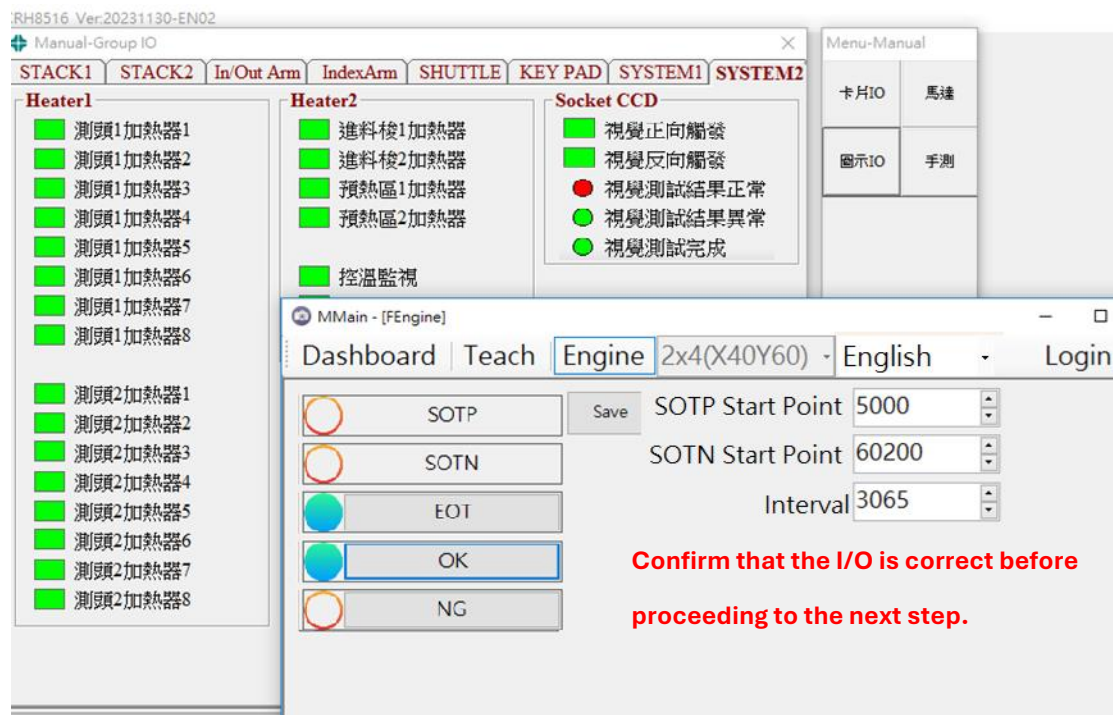 RH8516 Ver:20231130-EN02
Manual-Group IO
STACK1 STACK2 In/Out Arm IndexArm SHUTTLE KEY PAD SYSTEM1 SYSTEM2
Heater1
測頭1加熱器1
測頭1加熱器2
測頭1加熱器3
測頭1加熱器4
測頭1加熱器5
測頭1加熱器6
測頭1加熱器7
測頭1加熱器8
測頭2加熱器1
測頭2加熱器2
測頭2加熱器3
測頭2加熱器4
測頭2加熱器5
測頭2加熱器6
測頭2加熱器7
測頭2加熱器8
Heater2
進料梭1加熱器
進料梭2加熱器
預熱區1加熱器
預熱區2加熱器
控溫監視
Socket CCD
視覺正向觸發
視覺反向觸發
視覺測試結果正常
視覺測試結果異常
視覺測試完成
Menu-Manual
卡片IO 馬達
圖示IO 手測
MMain - [FEngine]
Dashboard Teach Engine 2x4(X40Y60) English Login
SOTP Save SOTP Start Point 5000
SOTN SOTN Start Point 60200
EOT Interval 3065
OK
NG
Confirm that the I/O is correct before
proceeding to the next step.